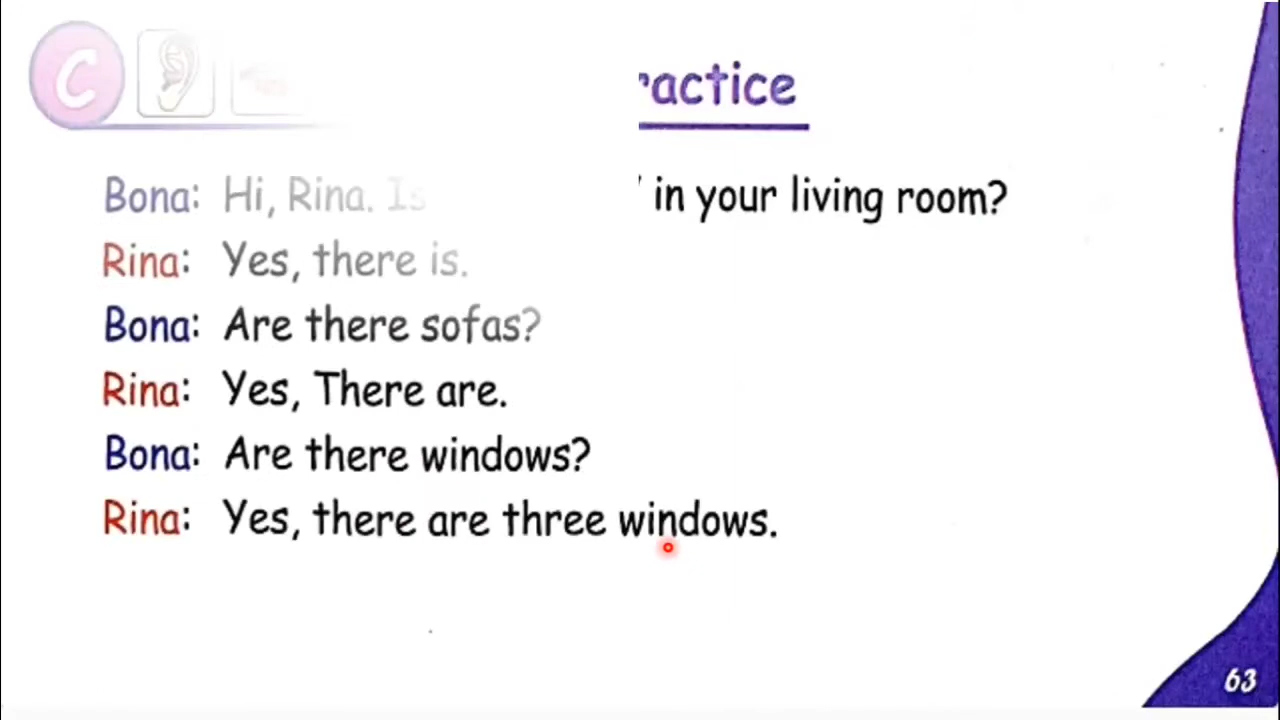 C
ractice
Bona: Hi, Rina. Is in your living room?
Rina: Yes, there is.
Bona: Are there sofas?
Rina: Yes, There are.
Bona: Are there windows?
Rina: Yes, there are three windows.
63